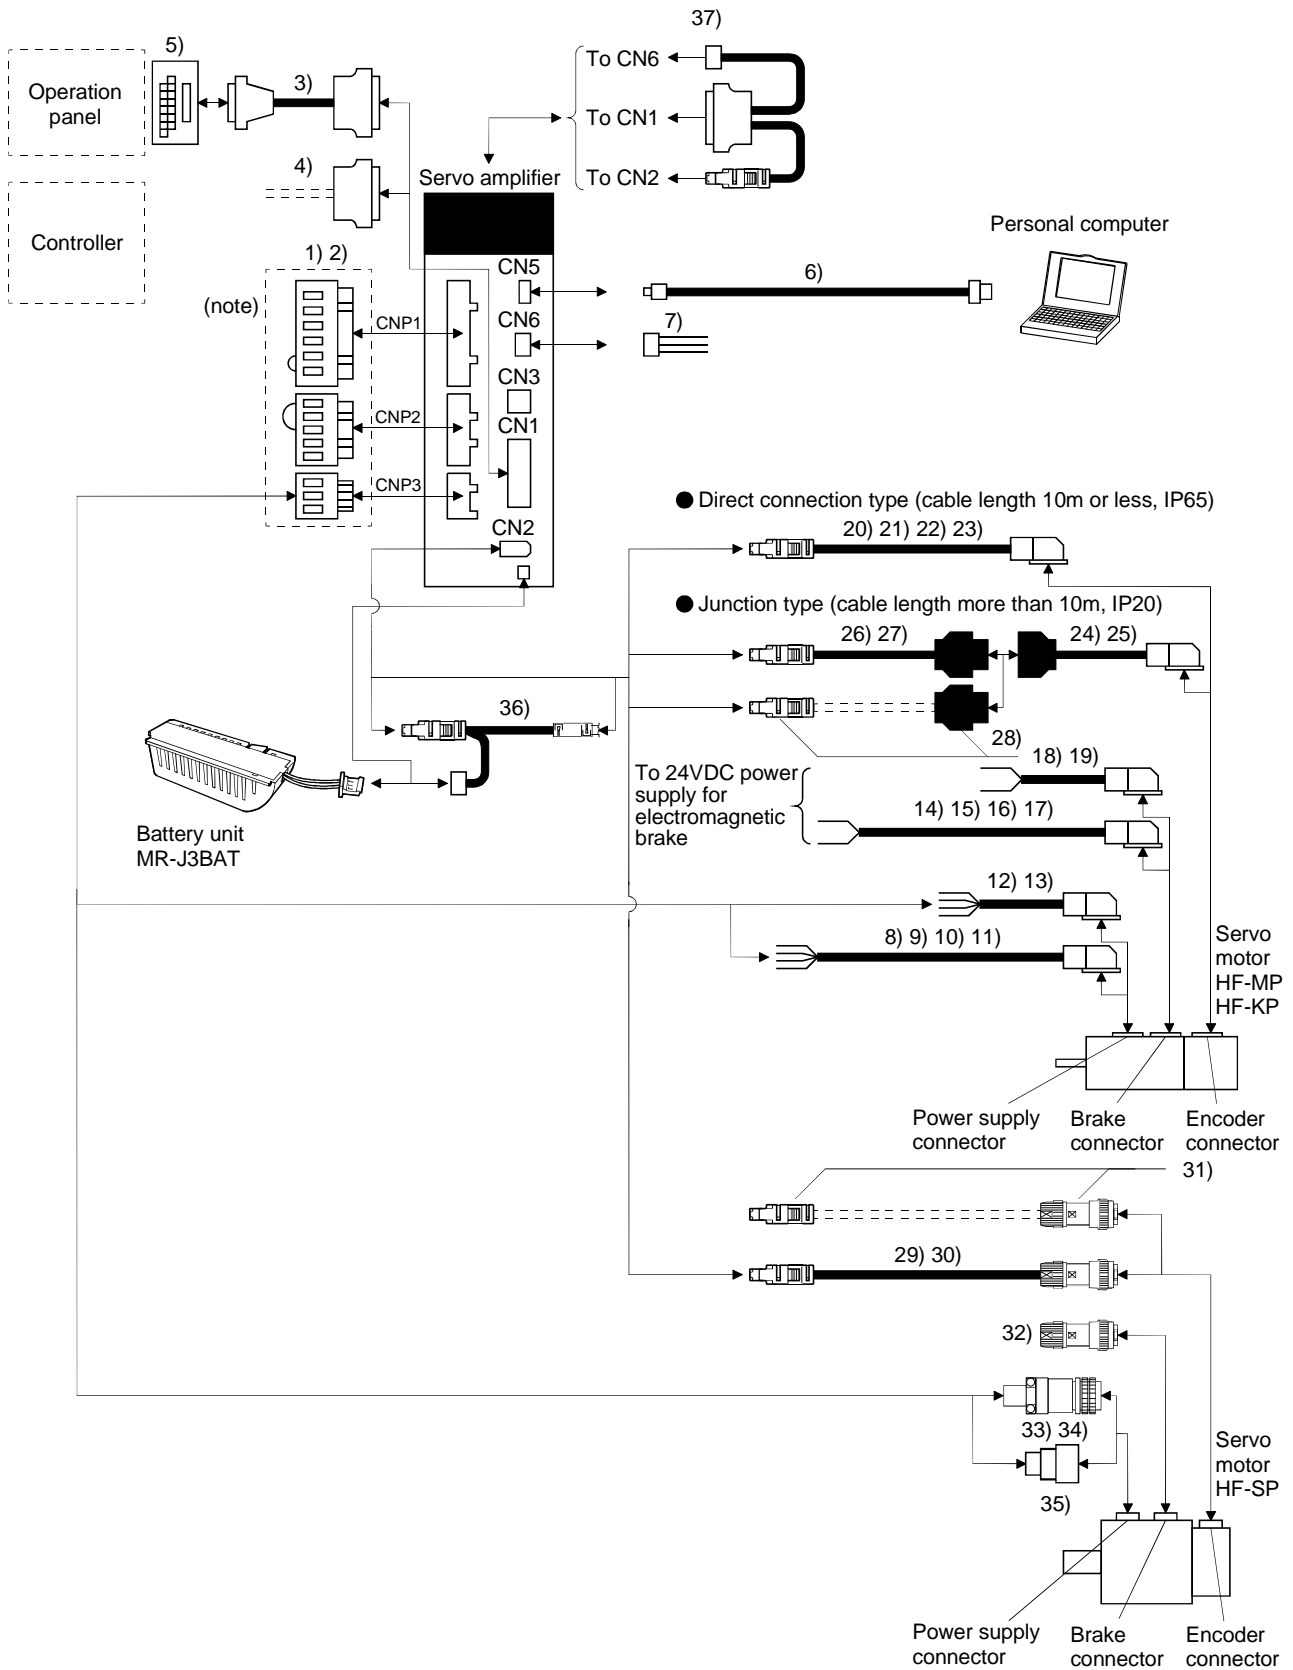 37)
5)
To CN6
Operation
panel
3)
To CN1
4)
Servo amplifier
To CN2
Controller
Personal computer
1) 2)
(note)
CN5
6)
CNP1
CN6
7)
CN3
CNP2
CN1
CNP3
● Direct connection type (cable length 10m or less, IP65)
CN2
20) 21) 22) 23)
● Junction type (cable length more than 10m, IP20)
26) 27)
24) 25)
36)
28)
18) 19)
To 24VDC power
supply for
electromagnetic
brake
14) 15) 16) 17)
Battery unit
MR-J3BAT
12) 13)
8) 9) 10) 11)
Servo
motor
HF-MP
HF-KP
Power supply
connector
Brake
connector
Encoder
connector
31)
29) 30)
32)
33) 34)
35)
Servo
motor
HF-SP
Power supply
connector
Brake
connector
Encoder
connector